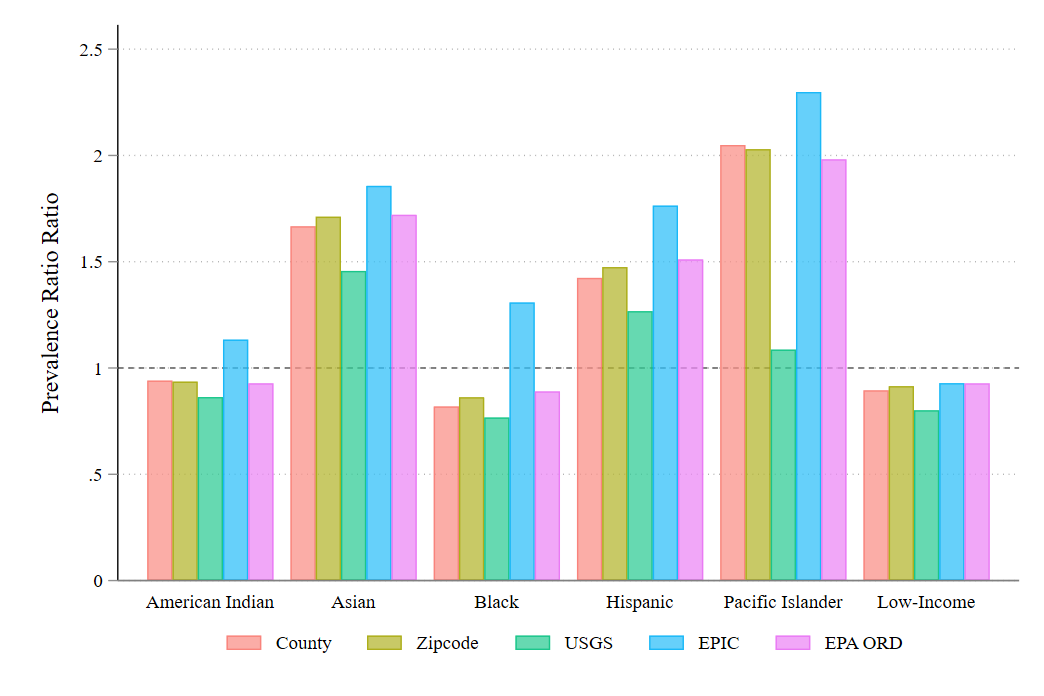 Prevalence Ratio Ratio
2.5
2
1.5
1
.5
0
American Indian Asian Black Hispanic Pacific Islander Low-Income
County Zipcode USGS EPIC EPA ORD